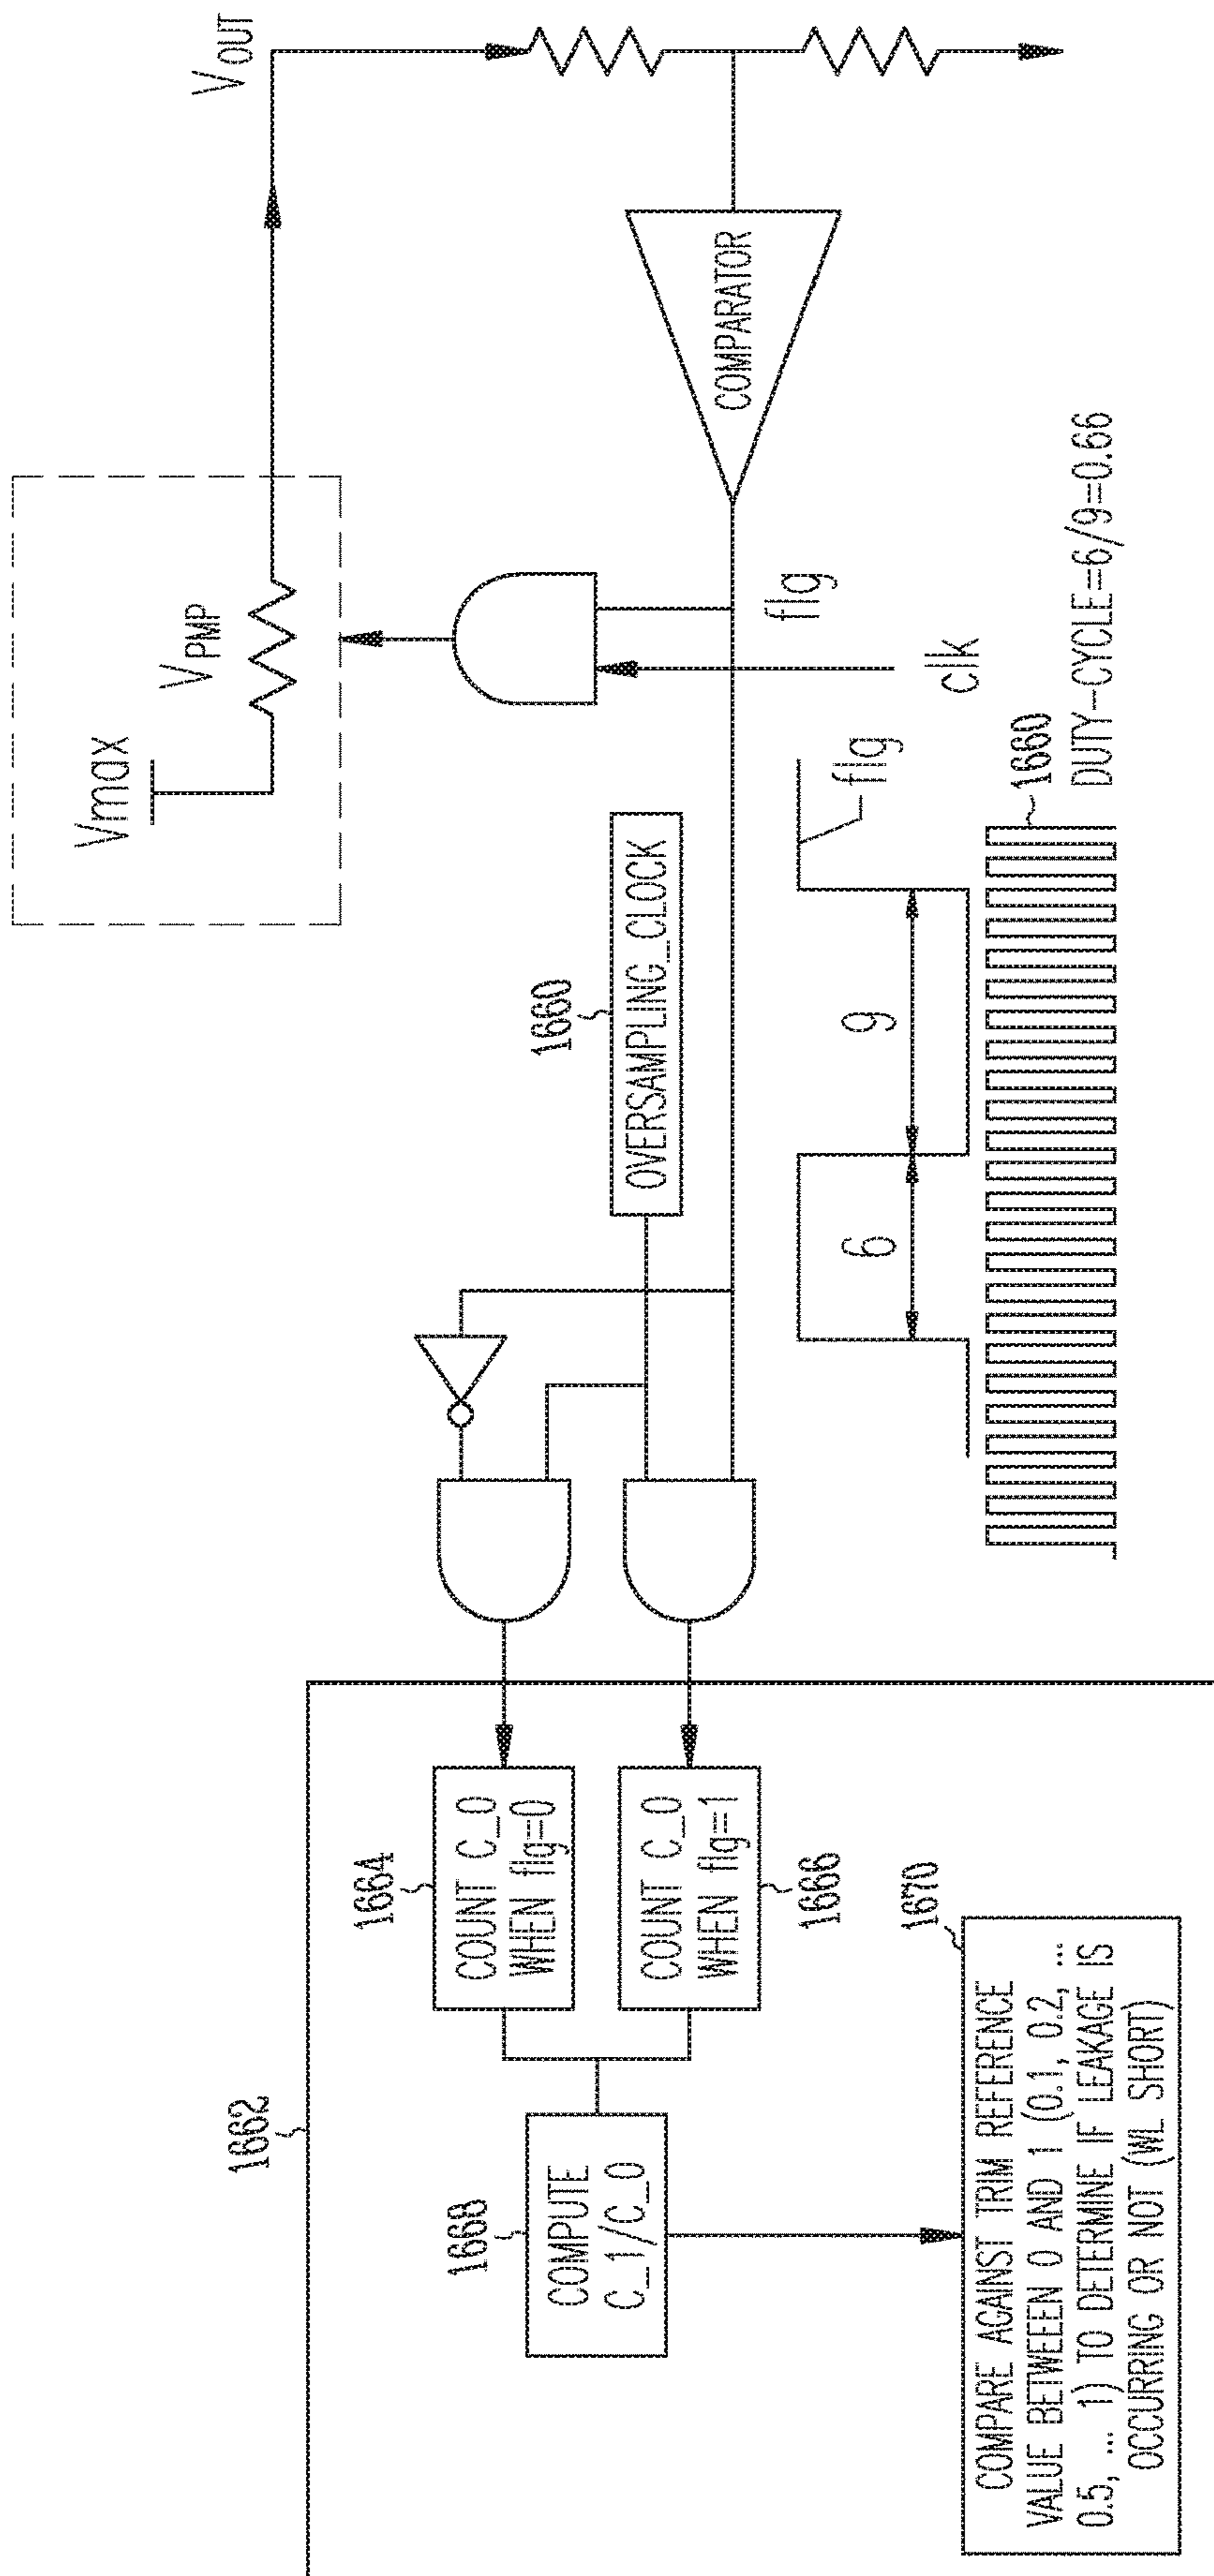 1662
1664
COUNT C_0
WHEN flg=0
COUNT C_0
WHEN flg=1
1666
1668
COMPUTE
C_1/C_0
1670
COMPARE AGAINST TRIM REFERENCE
VALUE BETWEEEN 0 AND 1 (0.1, 0.2, ...
0.5, ... 1) TO DETERMINE IF LEAKAGE IS
OCCURRING OR NOT (WL SHORT)
1660
OVERSAMPLING_CLOCK
Vmax
VPMP
VOUT
COMPARATOR
flg
clk
flg
6
9
1660
DUTY-CYCLE=6/9=0.66